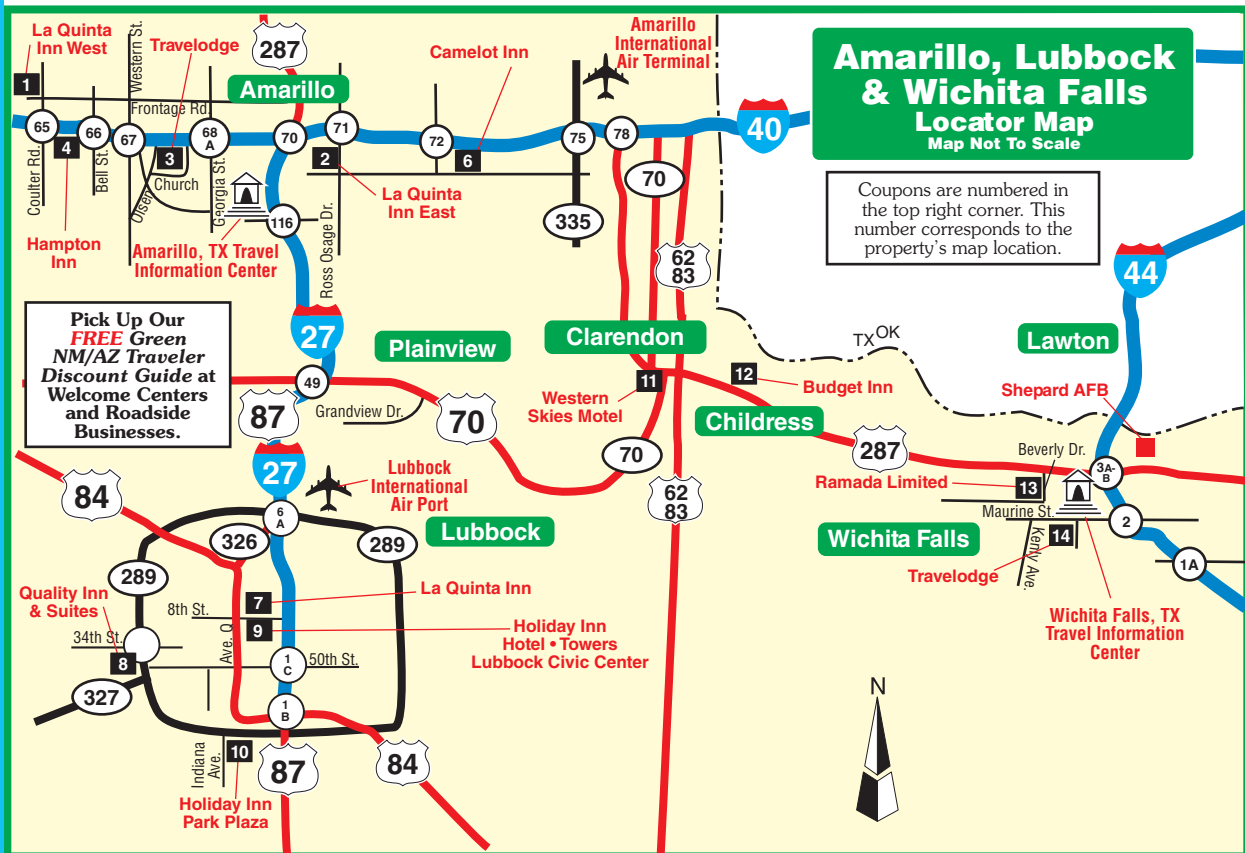 Amarillo, Lubbock
& Wichita Falls
Locator Map
Map Not To Scale
Coupons are numbered in
the top right corner. This
number corresponds to the
property's map location.
La Quinta
Inn West
1
Western St.
Travelodge
287
Amarillo
Camelot Inn
Amarillo
International
Air Terminal
Frontage Rd.
65
66
67
68
A
70
71
72
75
78
40
4
3
2
6
Coulter Rd.
Bell St.
Olsen
Church
Georgia St.
La Quinta
Inn East
70
335
116
Hampton
Inn
Amarillo, TX Travel
Information Center
Ross Osage Dr.
62
83
44
Pick Up Our
FREE Green
NM/AZ Traveler
Discount Guide at
Welcome Centers
and Roadside
Businesses.
27
Plainview
Clarendon
TX
OK
Lawton
49
87
Grandview Dr.
70
11
Western
Skies Motel
12
Budget Inn
Shepard AFB
Childress
287
70
Beverly Dr.
3A-
B
84
27
Lubbock
International
Air Port
62
83
Ramada Limited
13
Maurine St.
6
A
326
289
Lubbock
Wichita Falls
14
2
Kerrly Ave.
1A
Travelodge
289
Quality Inn
& Suites
7
La Quinta Inn
8th St.
9
Holiday Inn
Hotel • Towers
Lubbock Civic Center
Wichita Falls, TX
Travel Information
Center
34th St.
8
Ave. Q
1
C
50th St.
327
1
B
N
Indiana
Ave.
10
87
84
Holiday Inn
Park Plaza